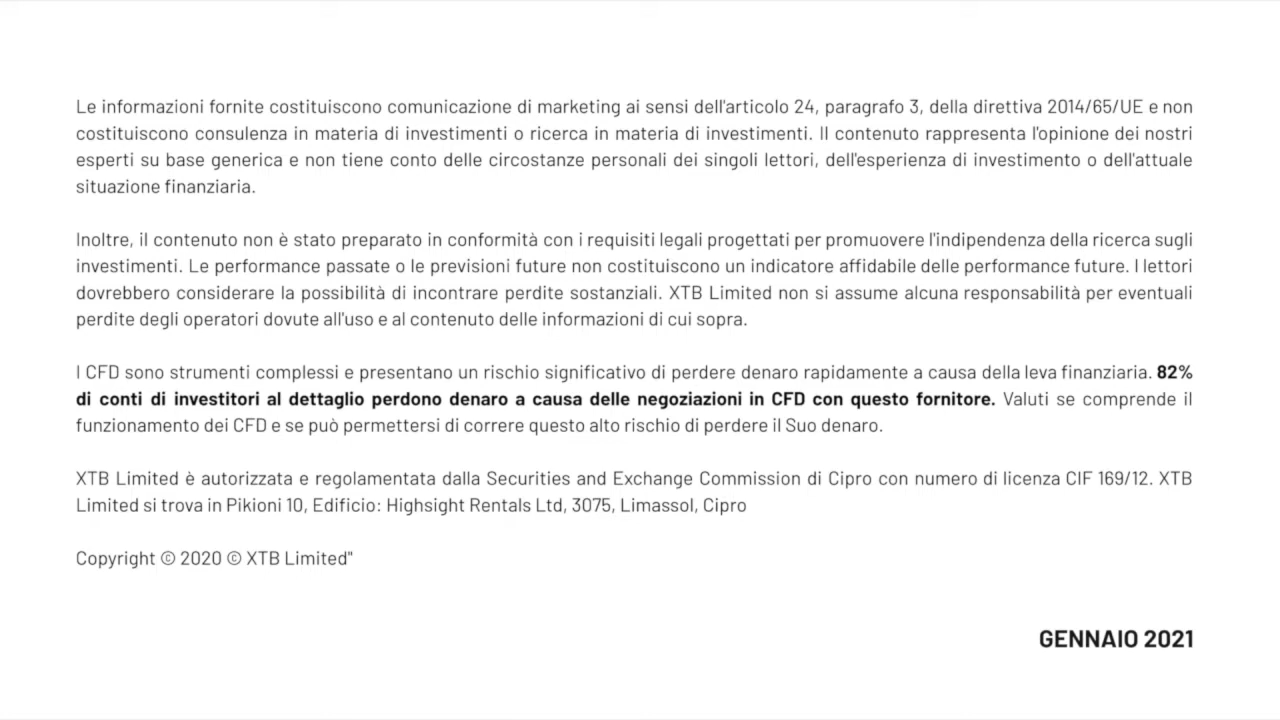 Le informazioni fornite costituiscono comunicazione di marketing ai sensi dell'articolo 24, paragrafo 3, della direttiva 2014/65/UE e non
costituiscono consulenza in materia di investimenti o ricerca in materia di investimenti. Il contenuto rappresenta l'opinione dei nostri
esperti su base generica e non tiene conto delle circostanze personali dei singoli lettori, dell'esperienza di investimento o dell'attuale
situazione finanziaria.
Inoltre, il contenuto non è stato preparato in conformità con i requisiti legali progettati per promuovere l'indipendenza della ricerca sugli
investimenti. Le performance passate o le previsioni future non costituiscono un indicatore affidabile delle performance future. I lettori
dovrebbero considerare la possibilità di incontrare perdite sostanziali. XTB Limited non si assume alcuna responsabilità per eventuali
perdite degli operatori dovute all'uso e al contenuto delle informazioni di cui sopra.
I CFD sono strumenti complessi e presentano un rischio significativo di perdere denaro rapidamente a causa della leva finanziaria. 82%
di conti di investitori al dettaglio perdono denaro a causa delle negoziazioni in CFD con questo fornitore. Valuti se comprende il
funzionamento dei CFD e se può permettersi di correre questo alto rischio di perdere il Suo denaro.
XTB Limited è autorizzata e regolamentata dalla Securities and Exchange Commission di Cipro con numero di licenza CIF 169/12. XTB
Limited si trova in Pikioni 10, Edificio: Highsight Rentals Ltd, 3075, Limassol, Cipro
Copyright © 2020 © XTB Limited"
GENNAIO 2021